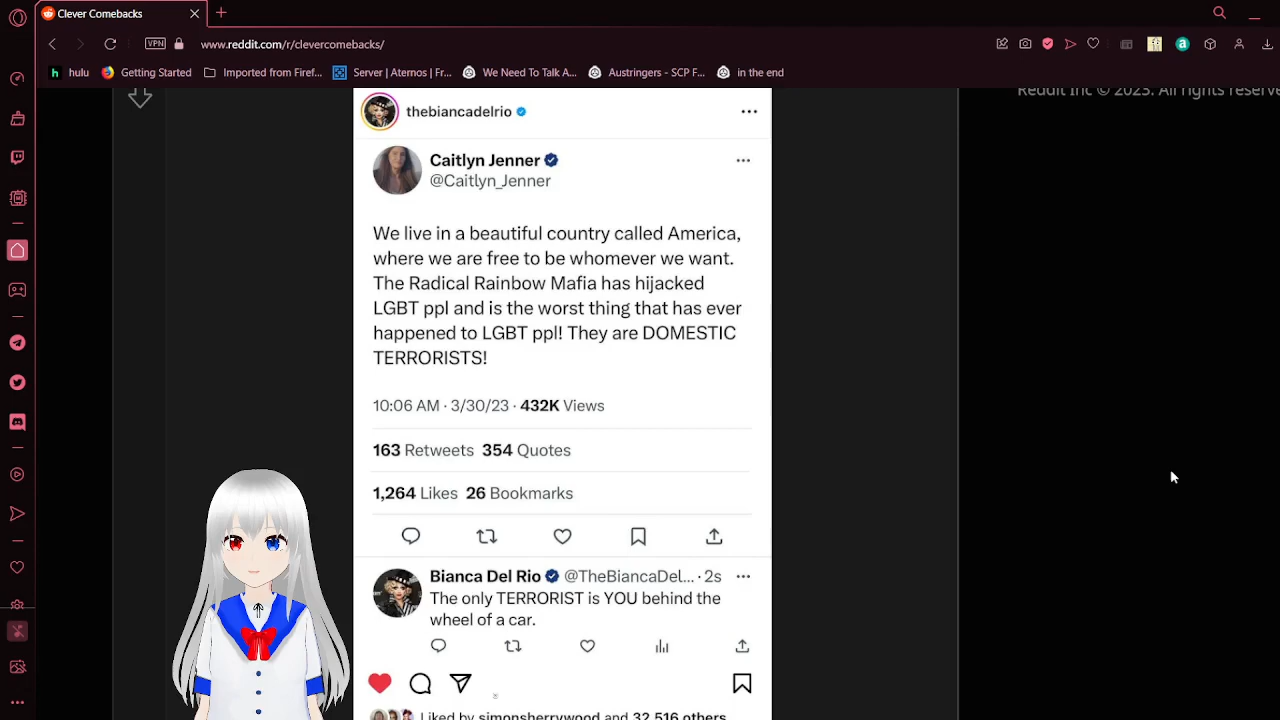 Clever Comebacks
VPN
www.reddit.com/r/clevercomebacks/
h hulu
Getting Started
Imported from Firef...
Server | Aternos | Fr...
We Need To Talk A...
Austringers - SCP F...
in the end
Reddit Inc © 2023. All rights reserve
thebiancadelrio
Caitlyn Jenner
@Caitlyn_Jenner
We live in a beautiful country called America,
where we are free to be whomever we want.
The Radical Rainbow Mafia has hijacked
LGBT ppl and is the worst thing that has ever
happened to LGBT ppl! They are DOMESTIC
TERRORISTS!
10:06 AM · 3/30/23 · 432K Views
163 Retweets 354 Quotes
1,264 Likes 26 Bookmarks
Bianca Del Rio @TheBiancaDel... · 2s
The only TERRORIST is YOU behind the
wheel of a car.
Liked by simonsherrywood and 32,516 others